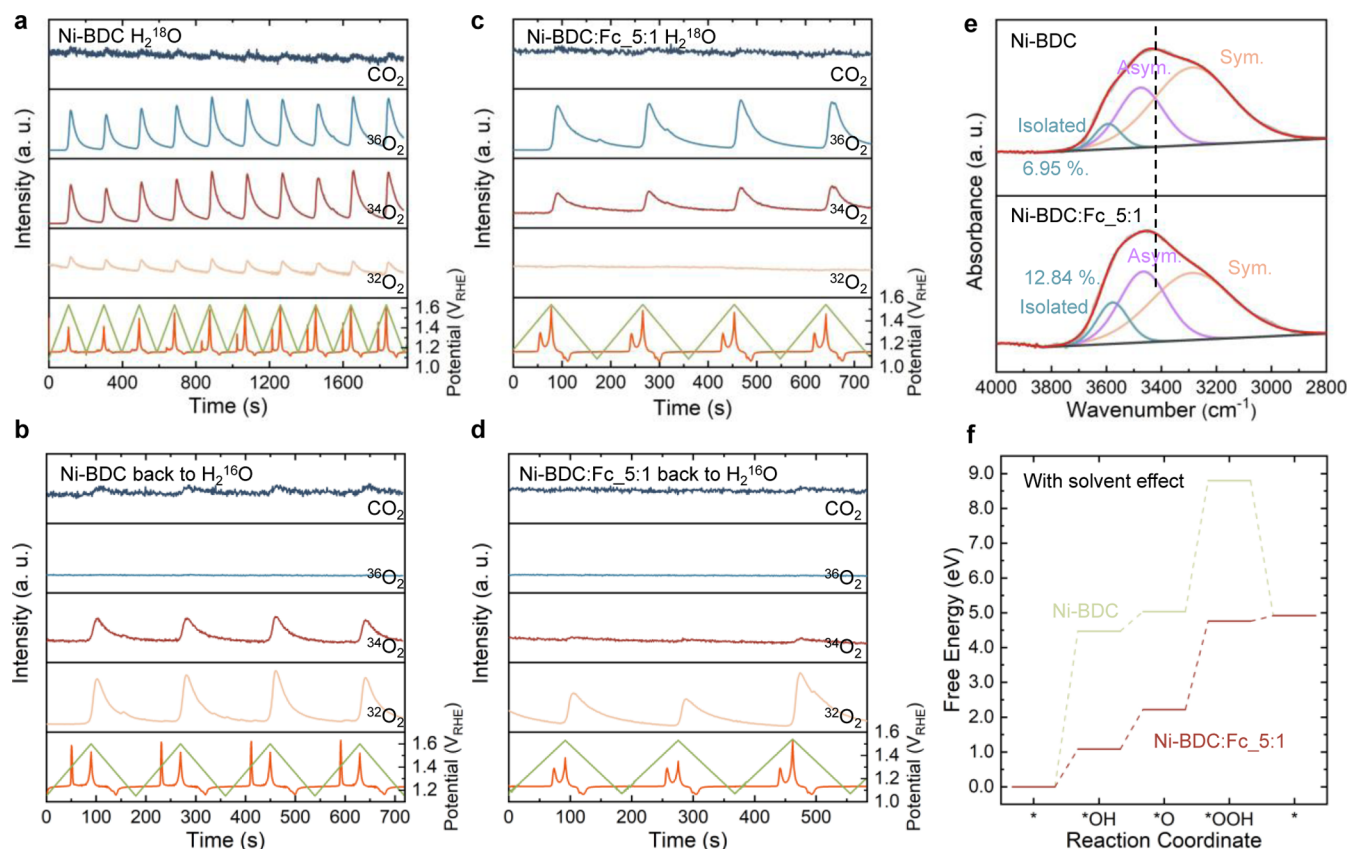 a
Ni-BDC H₂¹⁸O
CO₂
³⁶O₂
³⁴O₂
³²O₂
Intensity (a. u.)
1.6
1.4
1.2
1.0
Potential (V_RHE)
0 400 800 1200 1600
Time (s)
b
Ni-BDC back to H₂¹⁶O
CO₂
³⁶O₂
³⁴O₂
³²O₂
Intensity (a. u.)
1.6
1.4
1.2
Potential (V_RHE)
0 100 200 300 400 500 600 700
Time (s)
c
Ni-BDC:Fc_5:1 H₂¹⁸O
CO₂
³⁶O₂
³⁴O₂
³²O₂
Intensity (a. u.)
1.6
1.4
1.2
1.0
Potential (V_RHE)
0 100 200 300 400 500 600 700
Time (s)
d
Ni-BDC:Fc_5:1 back to H₂¹⁶O
CO₂
³⁶O₂
³⁴O₂
³²O₂
Intensity (a. u.)
1.6
1.4
1.2
1.0
Potential (V_RHE)
0 100 200 300 400 500
Time (s)
e
Ni-BDC
Asym.
Sym.
Isolated
6.95 %.
Ni-BDC:Fc_5:1
Asym.
12.84 %.
Sym.
Isolated
Absorbance (a. u.)
4000 3800 3600 3400 3200 3000 2800
Wavenumber (cm⁻¹)
f
With solvent effect
Ni-BDC
Ni-BDC:Fc_5:1
Free Energy (eV)
9.0
8.0
7.0
6.0
5.0
4.0
3.0
2.0
1.0
0.0
* *OH *O *OOH *
Reaction Coordinate